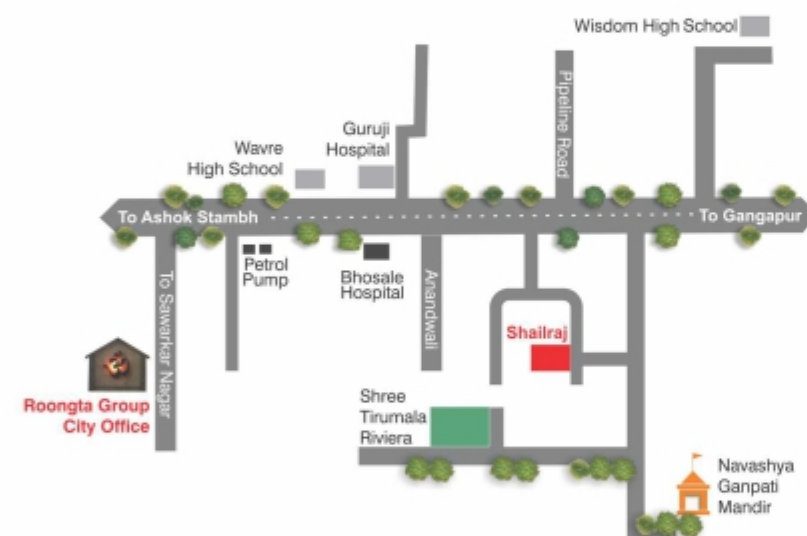 Wisdom High School
Pipeline Road
Guruji
Hospital
Wavre
High School
To Ashok Stambh
To Gangapur
To Sawarkar Nagar
Petrol
Pump
Bhosale
Hospital
Anandwali
Shailraj
Roongta Group
City Office
Shree
Tirumala
Riviera
Navashya
Ganpati
Mandir